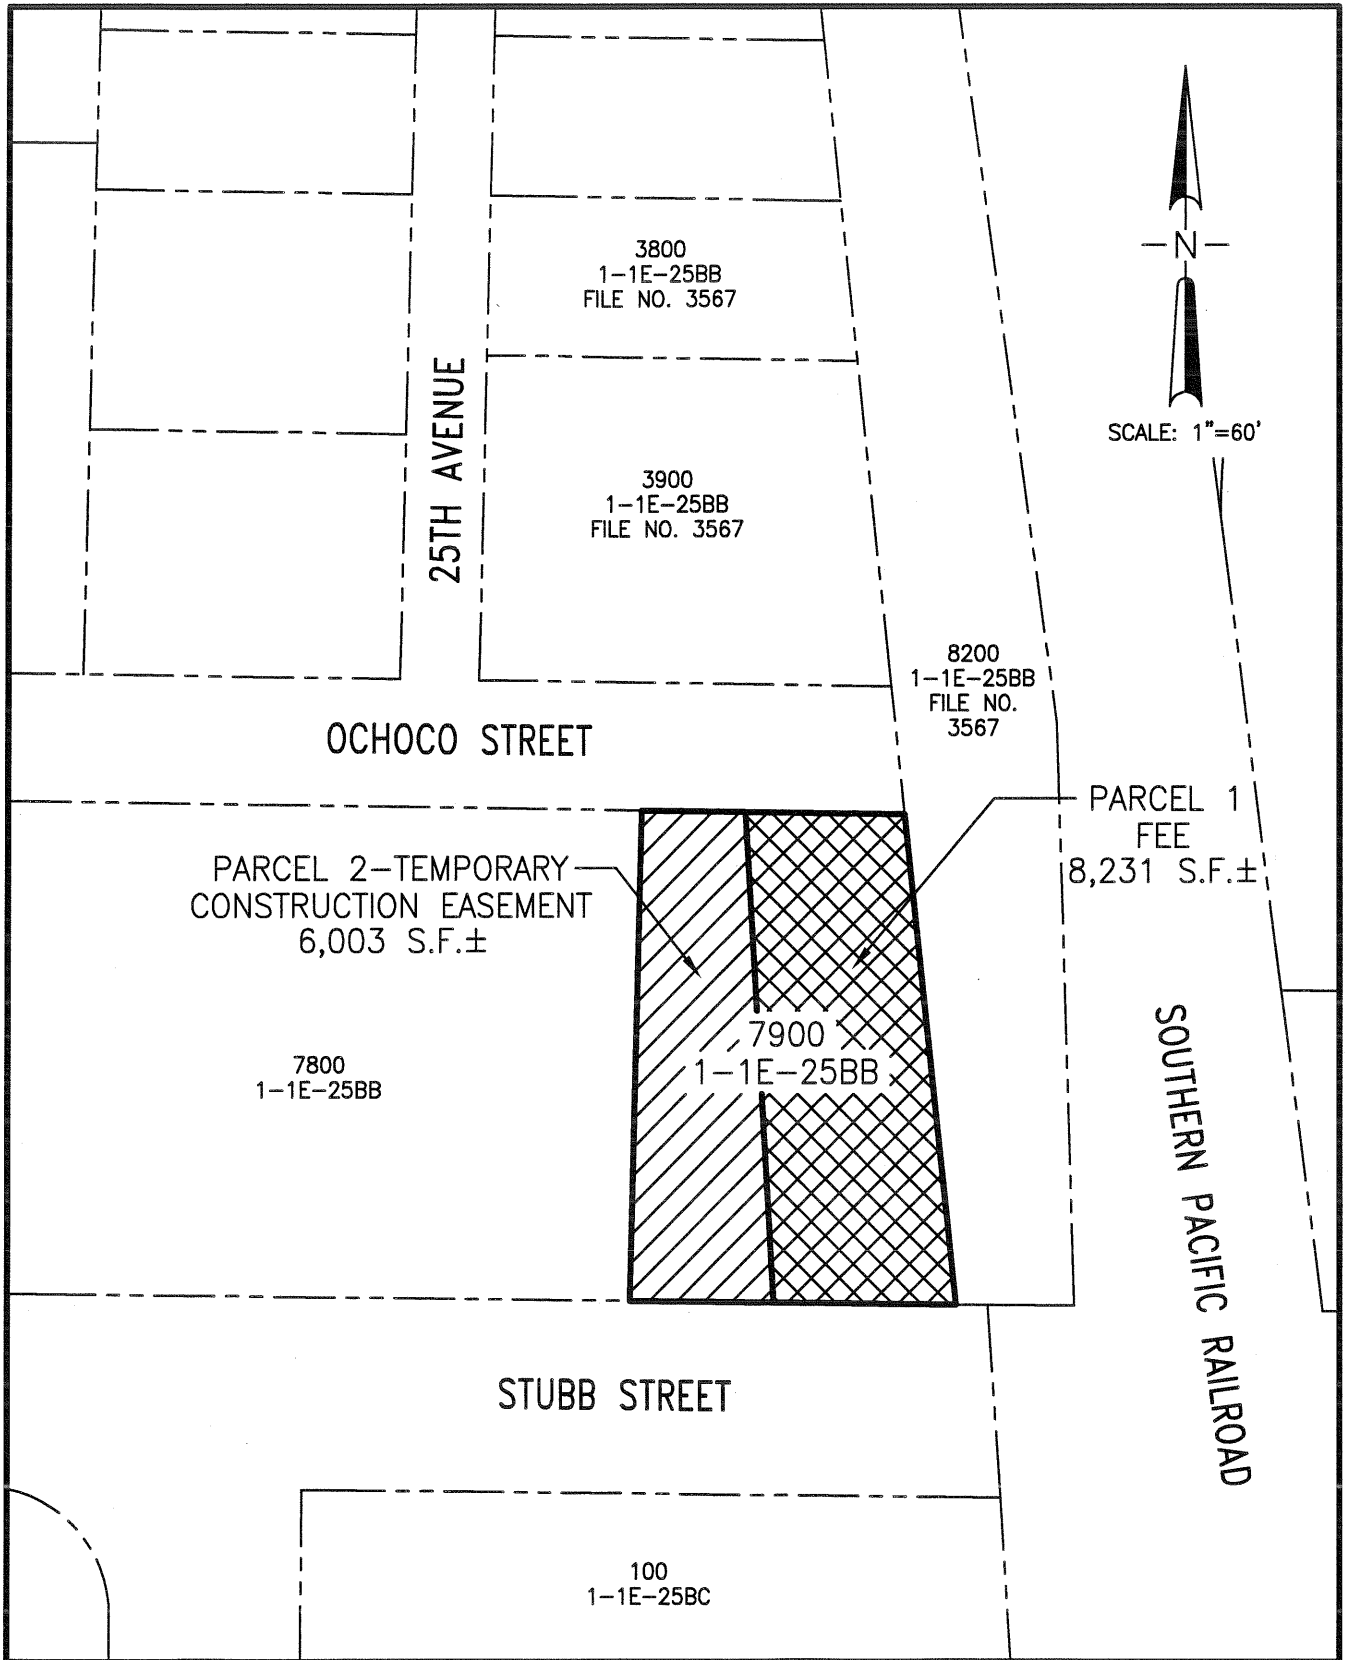 3800
1-1E-25BB
FILE NO. 3567
N
SCALE: 1"=60'
25TH AVENUE
3900
1-1E-25BB
FILE NO. 3567
8200
1-1E-25BB
FILE NO.
3567
OCHOCO STREET
PARCEL 1
FEE
8,231 S.F.±
PARCEL 2-TEMPORARY
CONSTRUCTION EASEMENT
6,003 S.F.±
7900
1-1E-25BB
7800
1-1E-25BB
SOUTHERN PACIFIC RAILROAD
STUBB STREET
100
1-1E-25BC